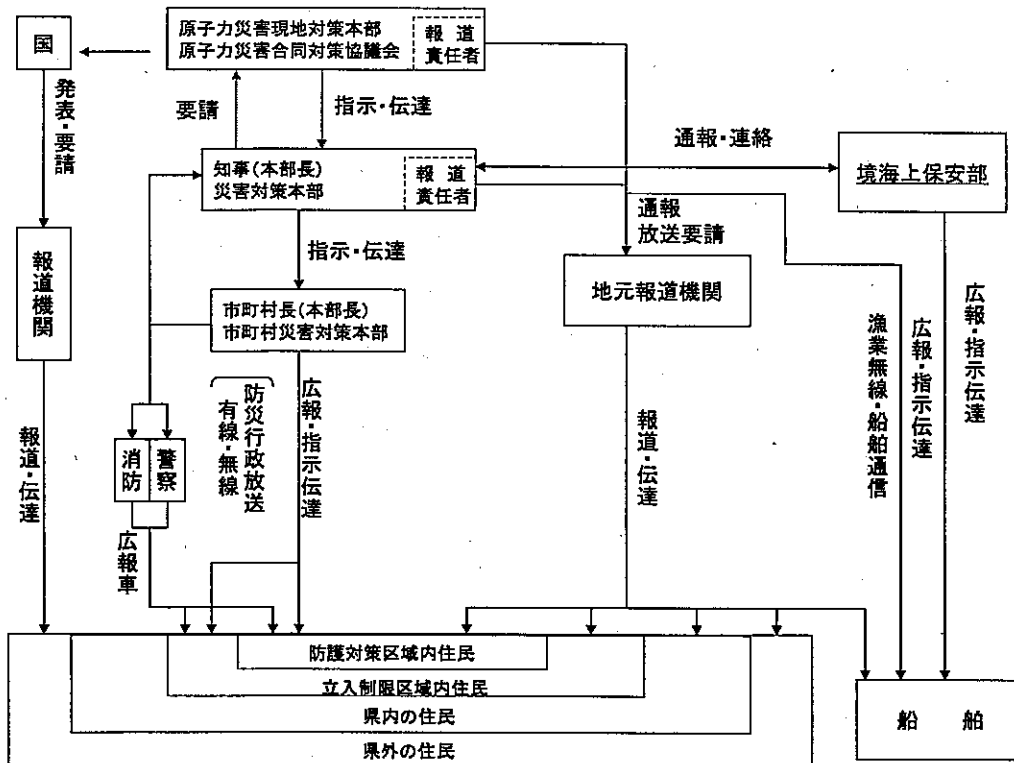 国
原子力災害現地対策本部
原子力災害合同対策協議会
報道
責任者
発表・要請
要請
指示・伝達
通報・連絡
知事(本部長)
災害対策本部
報道
責任者
境海上保安部
通報
放送要請
報道機関
指示・伝達
地元報道機関
市町村長(本部長)
市町村災害対策本部
漁業無線・船舶通信
広報・指示伝達
広報・指示伝達
防災行政放送
有線・無線
広報・指示伝達
報道・伝達
報道・伝達
消防
警察
広報車
防護対策区域内住民
立入制限区域内住民
県内の住民
県外の住民
船舶